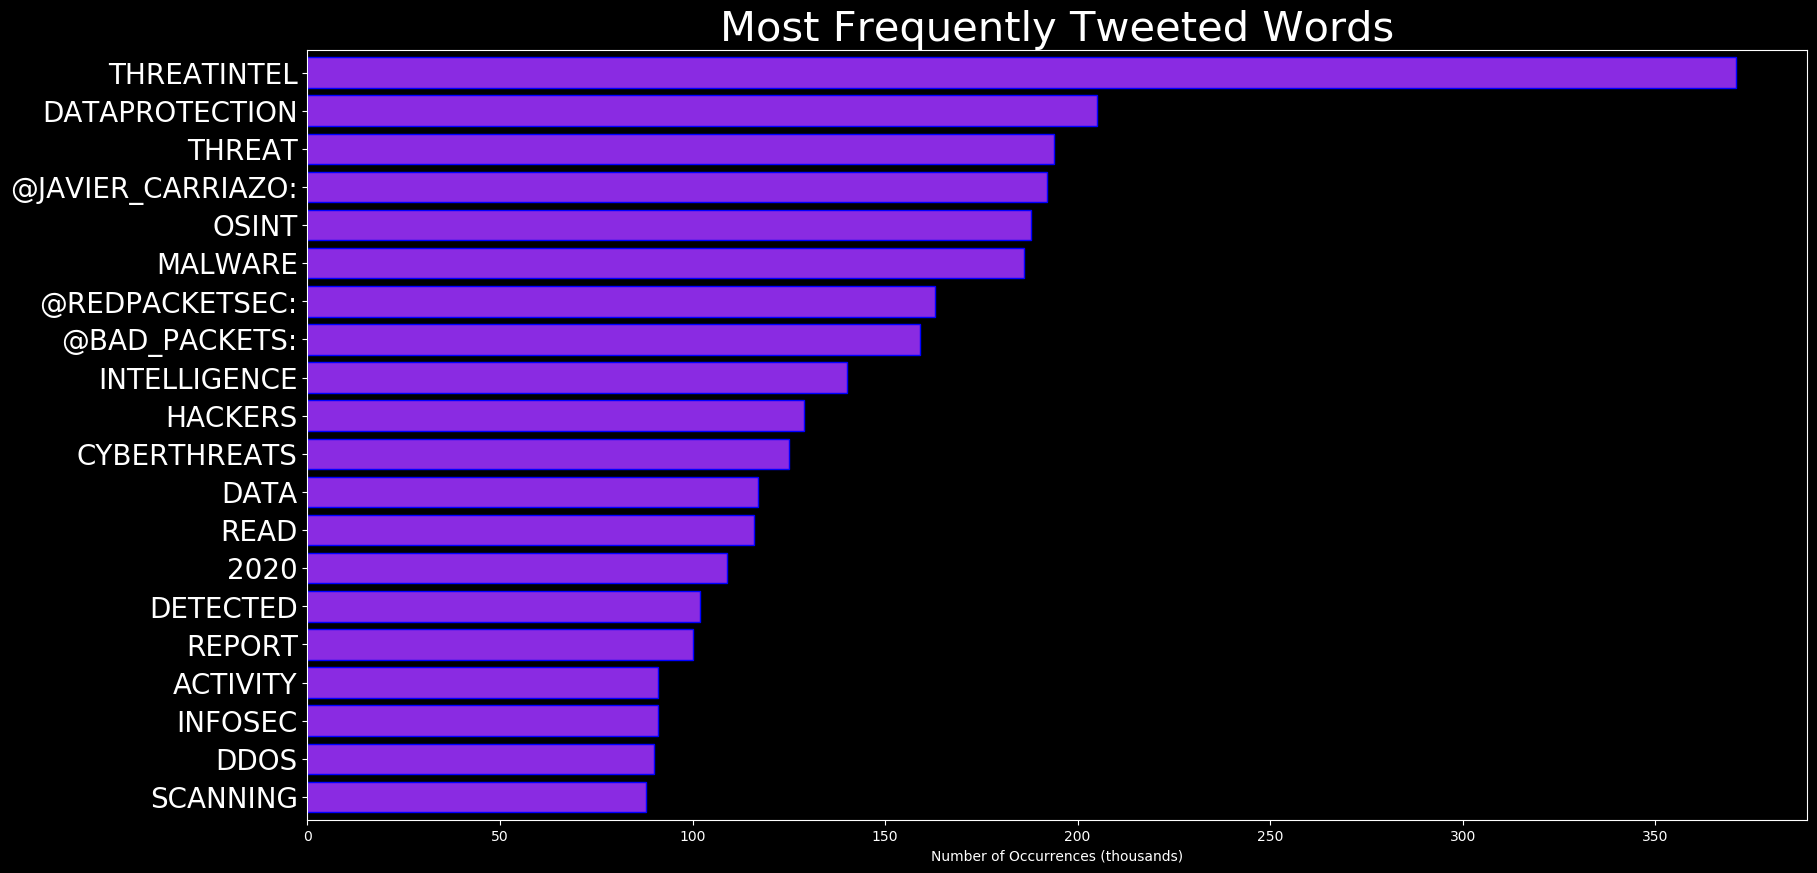 Most Frequently Tweeted Words
THREATINTEL
DATAPROTECTION
THREAT
@JAVIER_CARRIAZO:
OSINT
MALWARE
@REDPACKETSEC:
@BAD_PACKETS:
INTELLIGENCE
HACKERS
CYBERTHREATS
DATA
READ
2020
DETECTED
REPORT
ACTIVITY
INFOSEC
DDOS
SCANNING
0 50 100 150 200 250 300 350
Number of Occurrences (thousands)